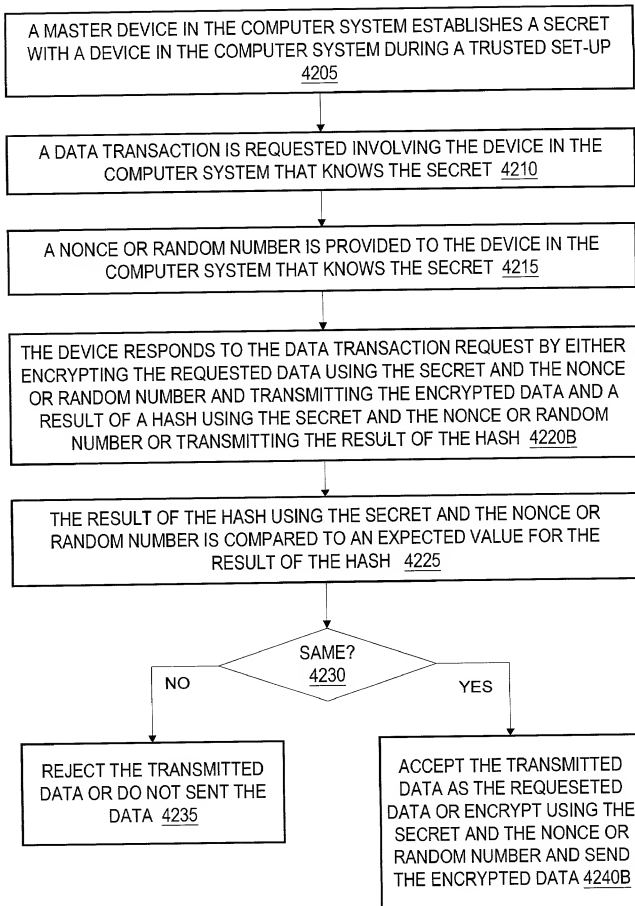 A MASTER DEVICE IN THE COMPUTER SYSTEM ESTABLISHES A SECRET
WITH A DEVICE IN THE COMPUTER SYSTEM DURING A TRUSTED SET-UP
4205
A DATA TRANSACTION IS REQUESTED INVOLVING THE DEVICE IN THE
COMPUTER SYSTEM THAT KNOWS THE SECRET 4210
A NONCE OR RANDOM NUMBER IS PROVIDED TO THE DEVICE IN THE
COMPUTER SYSTEM THAT KNOWS THE SECRET 4215
THE DEVICE RESPONDS TO THE DATA TRANSACTION REQUEST BY EITHER
ENCRYPTING THE REQUESTED DATA USING THE SECRET AND THE NONCE
OR RANDOM NUMBER AND TRANSMITTING THE ENCRYPTED DATA AND A
RESULT OF A HASH USING THE SECRET AND THE NONCE OR RANDOM
NUMBER OR TRANSMITTING THE RESULT OF THE HASH 4220B
THE RESULT OF THE HASH USING THE SECRET AND THE NONCE OR
RANDOM NUMBER IS COMPARED TO AN EXPECTED VALUE FOR THE
RESULT OF THE HASH 4225
SAME?
4230
NO
YES
REJECT THE TRANSMITTED
DATA OR DO NOT SENT THE
DATA 4235
ACCEPT THE TRANSMITTED
DATA AS THE REQUESETED
DATA OR ENCRYPT USING THE
SECRET AND THE NONCE OR
RANDOM NUMBER AND SEND
THE ENCRYPTED DATA 4240B